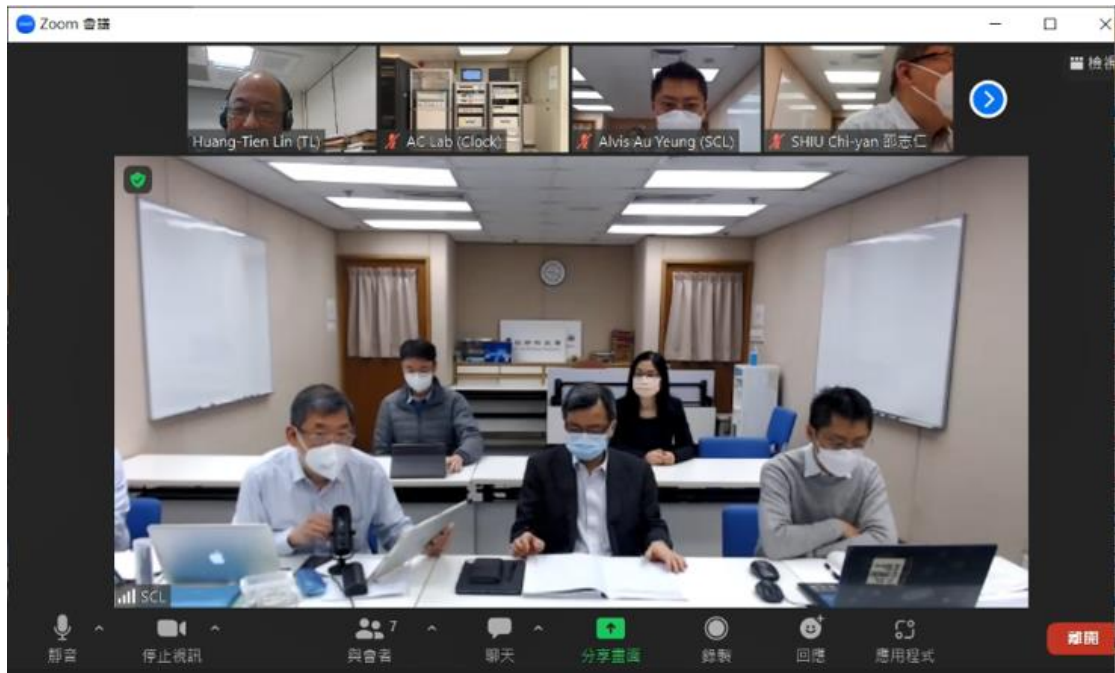 Zoom 會議
檢視
Huang-Tien Lin (TL)
AC Lab (Clock)
Alvis Au Yeung (SCL)
SHIU Chi-yan 邵志仁
SCL
靜音
停止視訊
7
與會者
聊天
分享畫面
錄製
回應
應用程式
離開